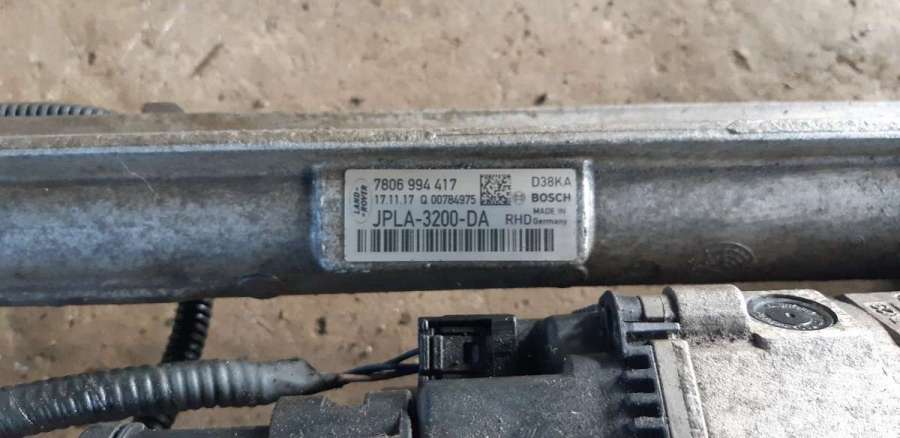 LAND-
ROVER
7806 994 417
D38KA
17.11.17 Q 00784975
BOSCH
JPLA-3200-DA
RHD
MADE IN
Germany